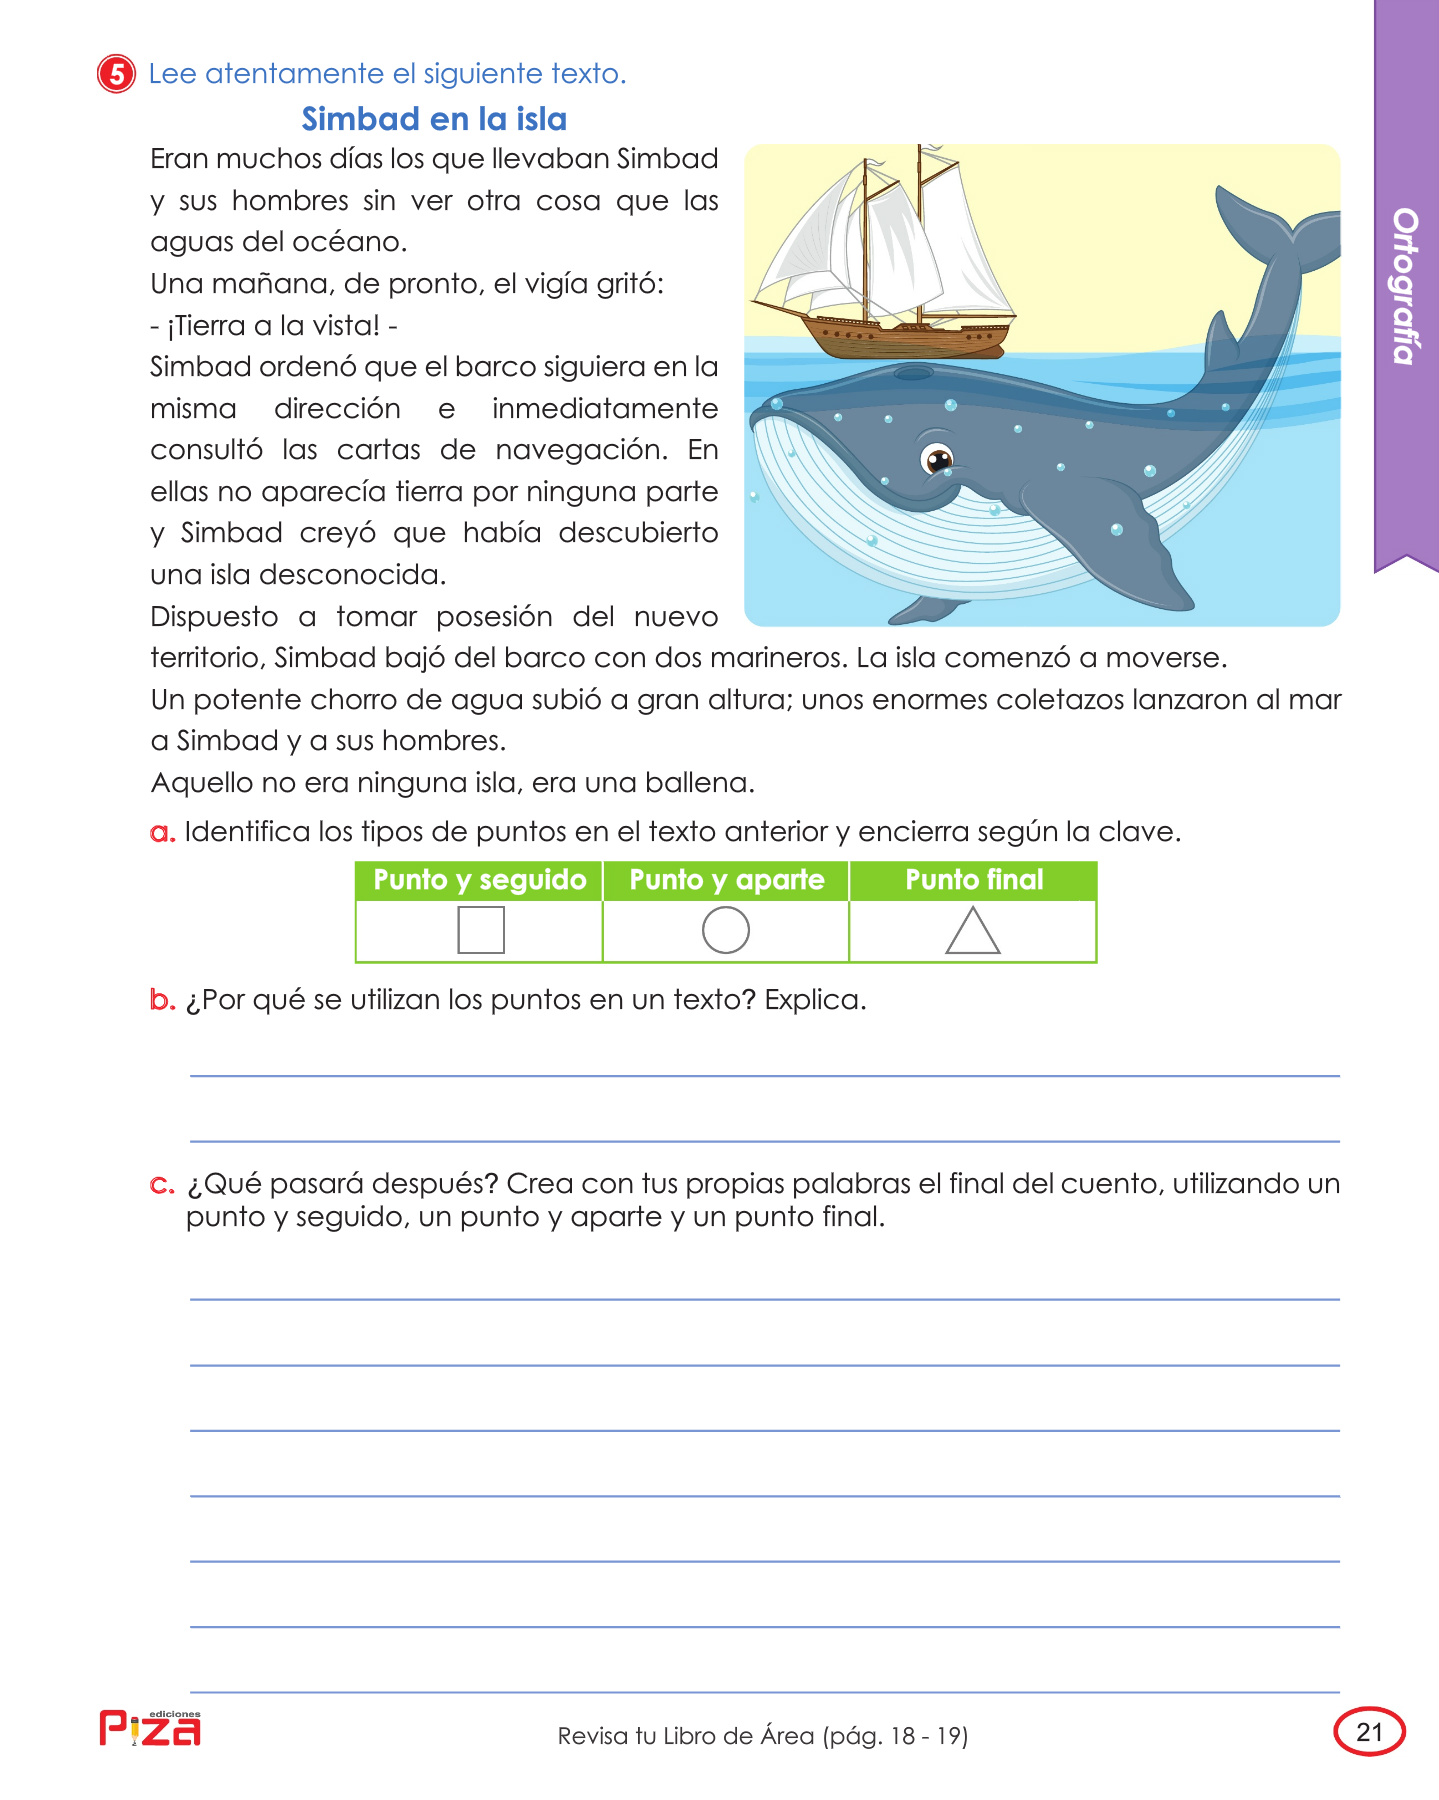 5 Lee atentamente el siguiente texto.
Simbad en la isla
Eran muchos días los que llevaban Simbad
y sus hombres sin ver otra cosa que las
aguas del océano.
Una mañana, de pronto, el vigía gritó:
- ¡Tierra a la vista! -
Simbad ordenó que el barco siguiera en la
misma dirección e inmediatamente
consultó las cartas de navegación. En
ellas no aparecía tierra por ninguna parte
y Simbad creyó que había descubierto
una isla desconocida.
Dispuesto a tomar posesión del nuevo
territorio, Simbad bajó del barco con dos marineros. La isla comenzó a moverse.
Un potente chorro de agua subió a gran altura; unos enormes coletazos lanzaron al mar
a Simbad y a sus hombres.
Aquello no era ninguna isla, era una ballena.
a. Identifica los tipos de puntos en el texto anterior y encierra según la clave.
Punto y seguido Punto y aparte Punto final
b. ¿Por qué se utilizan los puntos en un texto? Explica.
c. ¿Qué pasará después? Crea con tus propias palabras el final del cuento, utilizando un
punto y seguido, un punto y aparte y un punto final.
Ortografía
ediciones
Piza
Revisa tu Libro de Área (pág. 18 - 19)
21